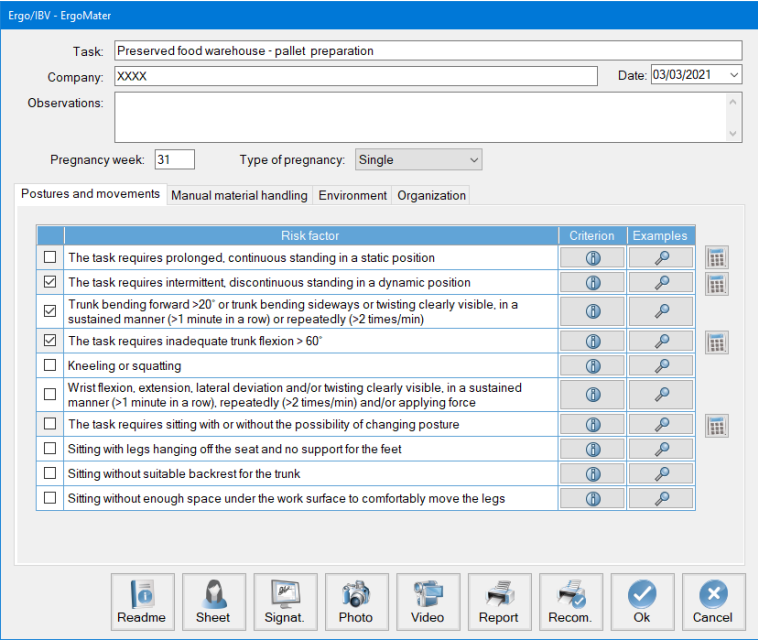 Ergo/IBV - ErgoMater
Task: Preserved food warehouse - pallet preparation
Company: XXXX Date: 03/03/2021
Observations:
Pregnancy week: 31 Type of pregnancy: Single
Postures and movements Manual material handling Environment Organization
Risk factor Criterion Examples
The task requires prolonged, continuous standing in a static position
The task requires intermittent, discontinuous standing in a dynamic position
Trunk bending forward >20° or trunk bending sideways or twisting clearly visible, in a
sustained manner (>1 minute in a row) or repeatedly (>2 times/min)
The task requires inadequate trunk flexion > 60°
Kneeling or squatting
Wrist flexion, extension, lateral deviation and/or twisting clearly visible, in a sustained
manner (>1 minute in a row), repeatedly (>2 times/min) and/or applying force
The task requires sitting with or without the possibility of changing posture
Sitting with legs hanging off the seat and no support for the feet
Sitting without suitable backrest for the trunk
Sitting without enough space under the work surface to comfortably move the legs
Readme Sheet Signat. Photo Video Report Recom. Ok Cancel